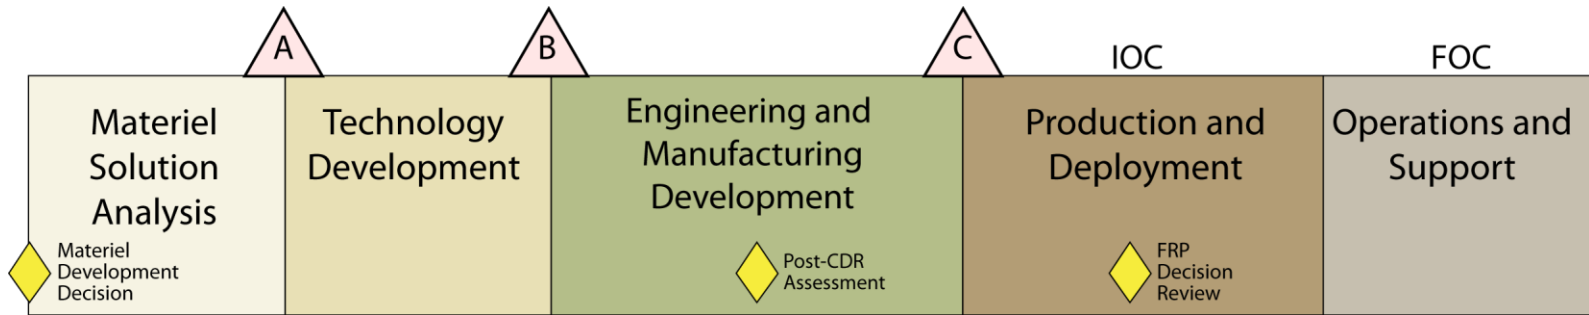 A
B
C
IOC
FOC
Materiel
Solution
Analysis
Technology
Development
Engineering and
Manufacturing
Development
Production and
Deployment
Operations and
Support
Materiel
Development
Decision
Post-CDR
Assessment
FRP
Decision
Review